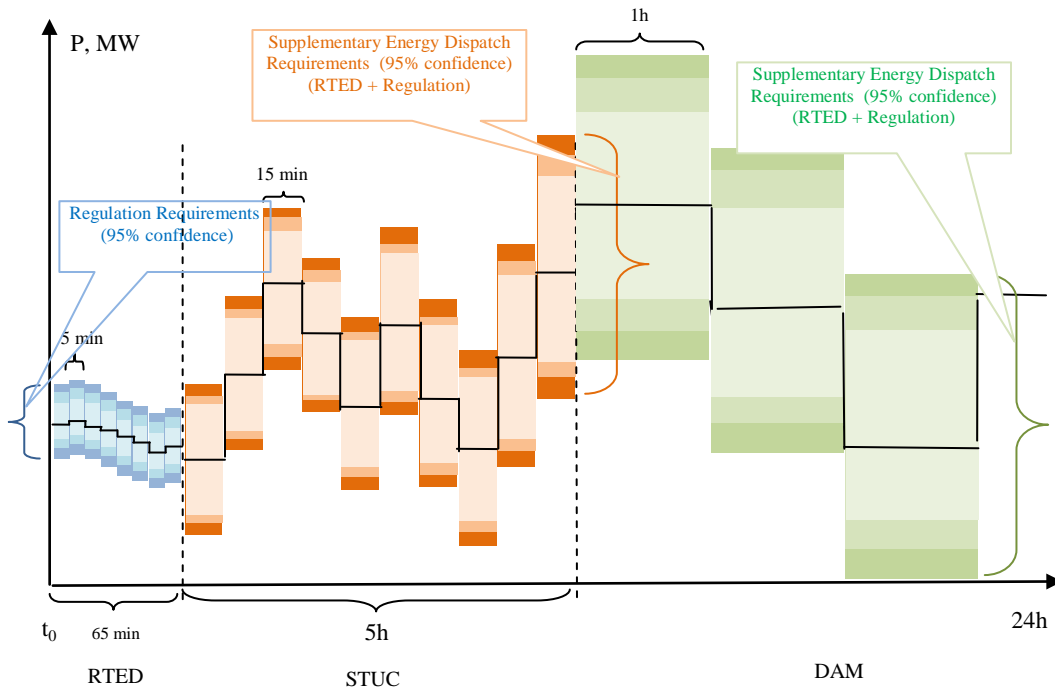 P, MW
1h
Supplementary Energy Dispatch
Requirements (95% confidence)
(RTED + Regulation)
Supplementary Energy Dispatch
Requirements (95% confidence)
(RTED + Regulation)
15 min
Regulation Requirements
(95% confidence)
5 min
t0
65 min
5h
24h
RTED
STUC
DAM